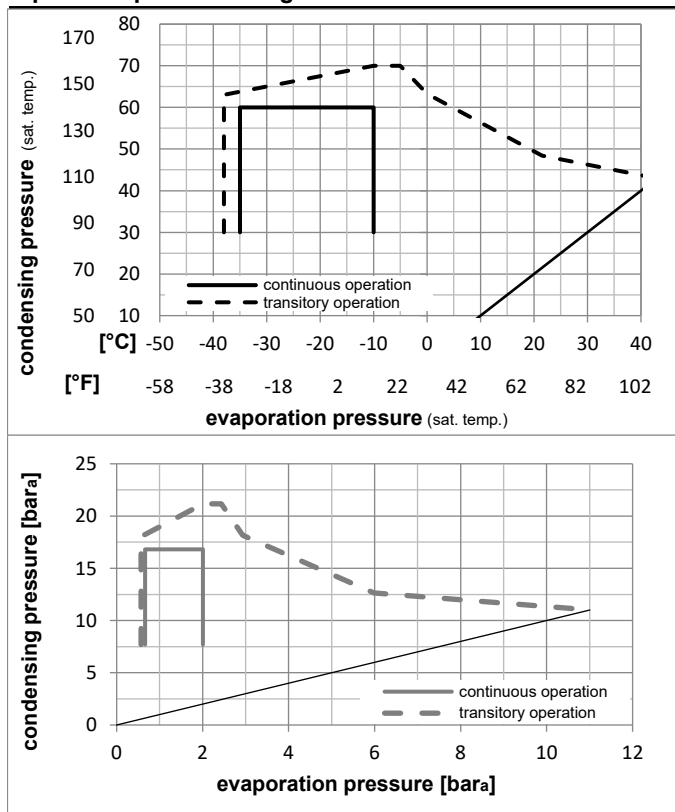 condensing pressure (sat. temp.)
170 70
150 60
130 50
110 40
90 30
70 20
50 10
continuous operation
transitory operation
[°C] -50 -40 -30 -20 -10 0 10 20 30 40
[°F] -58 -38 -18 2 22 42 62 82 102
evaporation pressure (sat. temp.)
condensing pressure [bara]
25
20
15
10
5
0
continuous operation
transitory operation
0 2 4 6 8 10 12
evaporation pressure [bara]